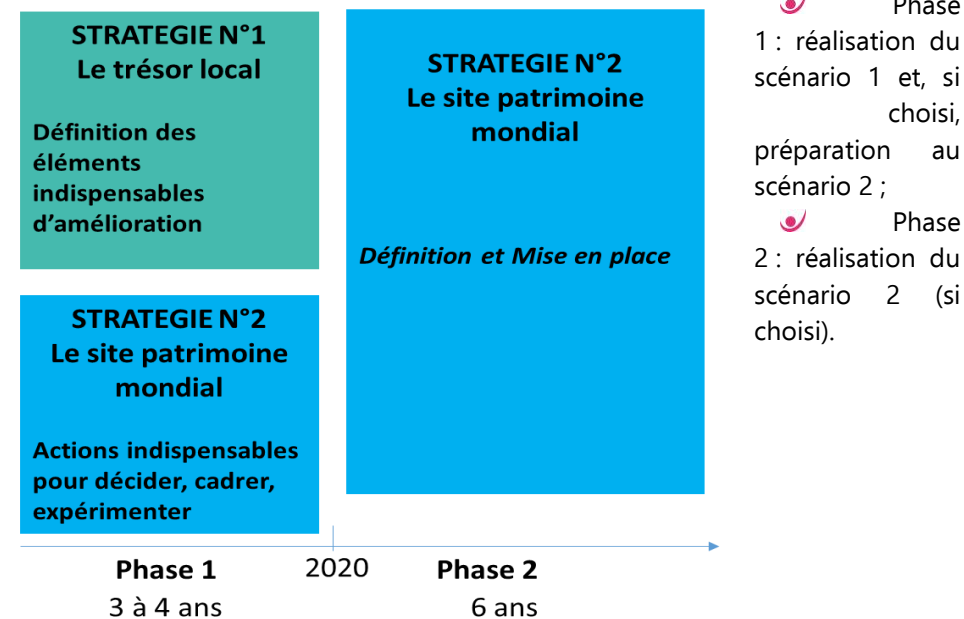 STRATEGIE N°1
Le trésor local
Définition des
éléments
indispensables
d’amélioration
STRATEGIE N°2
Le site patrimoine
mondial
Actions indispensables
pour décider, cadrer,
expérimenter
STRATEGIE N°2
Le site patrimoine
mondial
Définition et Mise en place
Phase 1
3 à 4 ans
2020
Phase 2
6 ans
Phase
1 : réalisation du
scénario 1 et, si
choisi,
préparation au
scénario 2 ;
Phase
2 : réalisation du
scénario 2 (si
choisi).